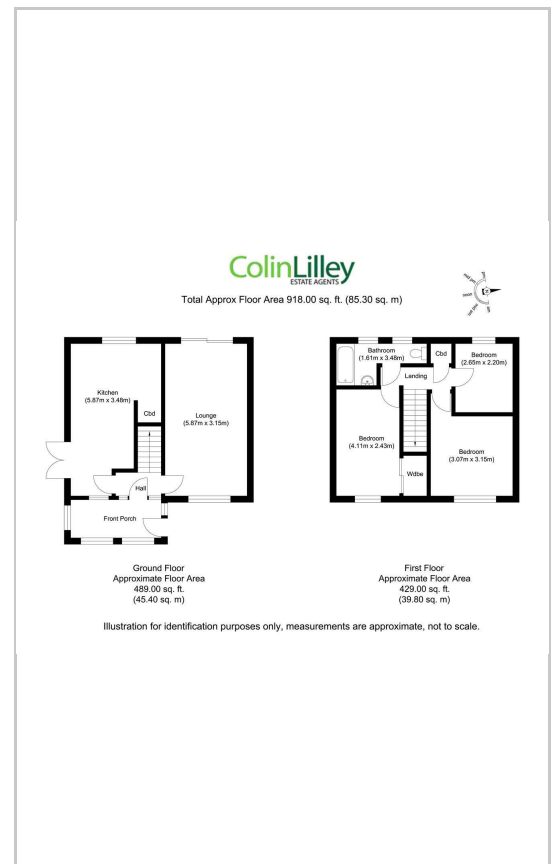 ColinLilley
ESTATE AGENTS
Total Approx Floor Area 918.00 sq. ft. (85.30 sq. m)
Kitchen
(5.87m x 3.48m)
Cbd
Lounge
(5.87m x 3.15m)
Hall
Front Porch
Bathroom
(1.61m x 3.48m)
Cbd
Bedroom
(2.65m x 2.20m)
Landing
Bedroom
(4.11m x 2.43m)
Bedroom
(3.07m x 3.15m)
Wdbe
Ground Floor
Approximate Floor Area
489.00 sq. ft.
(45.40 sq. m)
First Floor
Approximate Floor Area
429.00 sq. ft.
(39.80 sq. m)
Illustration for identification purposes only, measurements are approximate, not to scale.